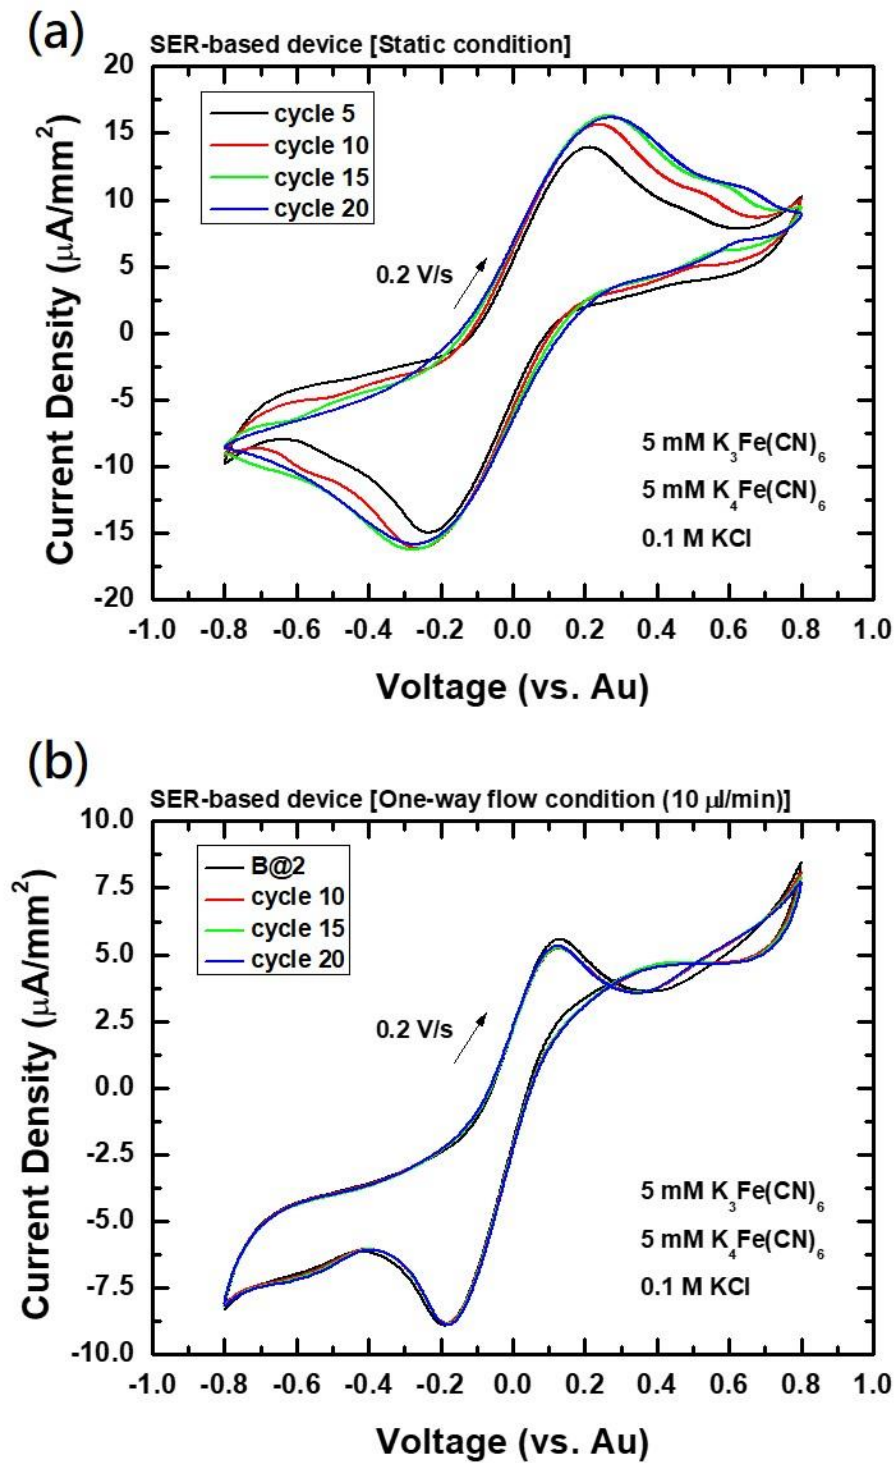 (a)
SER-based device [Static condition]
20
15
10
5
0
-5
-10
-15
-20
Current Density (μA/mm²)
cycle 5
cycle 10
cycle 15
cycle 20
0.2 V/s
5 mM K₃Fe(CN)₆
5 mM K₄Fe(CN)₆
0.1 M KCl
-1.0 -0.8 -0.6 -0.4 -0.2 0.0 0.2 0.4 0.6 0.8 1.0
Voltage (vs. Au)
(b)
SER-based device [One-way flow condition (10 μl/min)]
10.0
7.5
5.0
2.5
0.0
-2.5
-5.0
-7.5
-10.0
Current Density (μA/mm²)
B@2
cycle 10
cycle 15
cycle 20
0.2 V/s
5 mM K₃Fe(CN)₆
5 mM K₄Fe(CN)₆
0.1 M KCl
-1.0 -0.8 -0.6 -0.4 -0.2 0.0 0.2 0.4 0.6 0.8 1.0
Voltage (vs. Au)